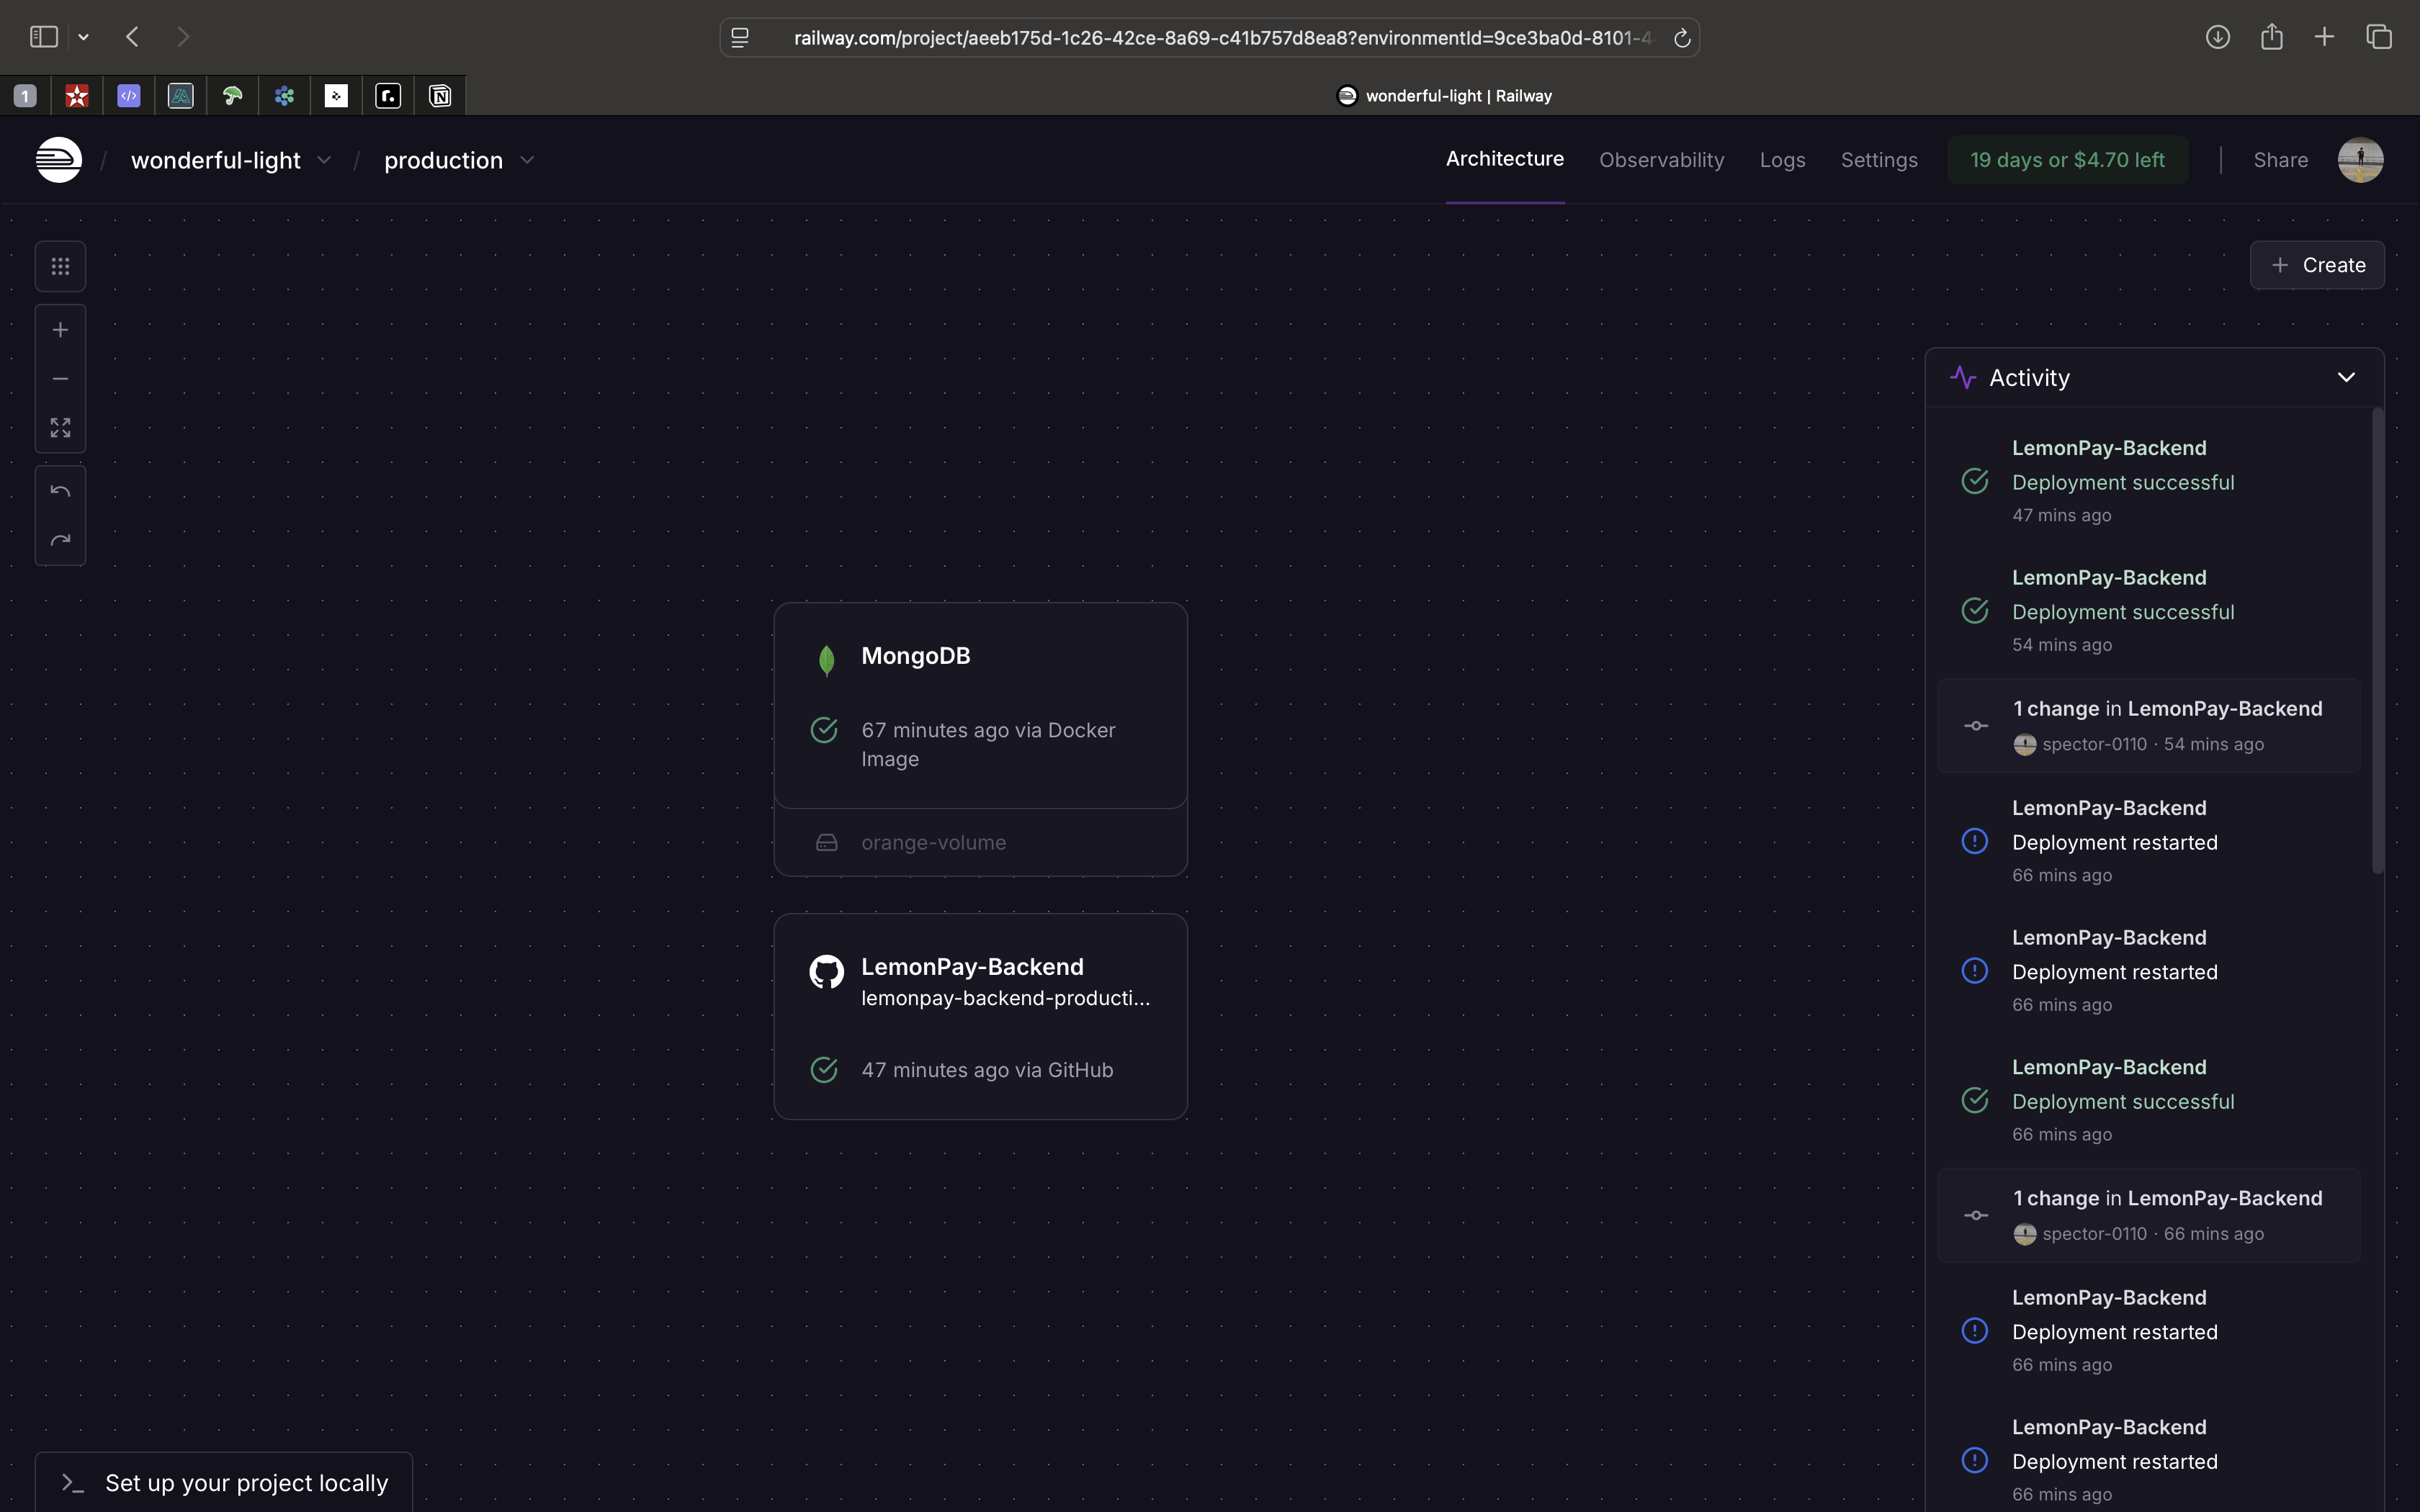 railway.com/project/aeeb175d-1c26-42ce-8a69-c41b757d8ea8?environmentId=9ce3ba0d-8101-4
1
wonderful-light | Railway
/ wonderful-light / production
Architecture Observability Logs Settings 19 days or $4.70 left Share
Create
Activity
LemonPay-Backend
Deployment successful
47 mins ago
LemonPay-Backend
Deployment successful
54 mins ago
1 change in LemonPay-Backend
spector-0110 · 54 mins ago
LemonPay-Backend
Deployment restarted
66 mins ago
LemonPay-Backend
Deployment restarted
66 mins ago
LemonPay-Backend
Deployment successful
66 mins ago
1 change in LemonPay-Backend
spector-0110 · 66 mins ago
LemonPay-Backend
Deployment restarted
66 mins ago
LemonPay-Backend
Deployment restarted
66 mins ago
MongoDB
67 minutes ago via Docker
Image
orange-volume
LemonPay-Backend
lemonpay-backend-producti...
47 minutes ago via GitHub
Set up your project locally